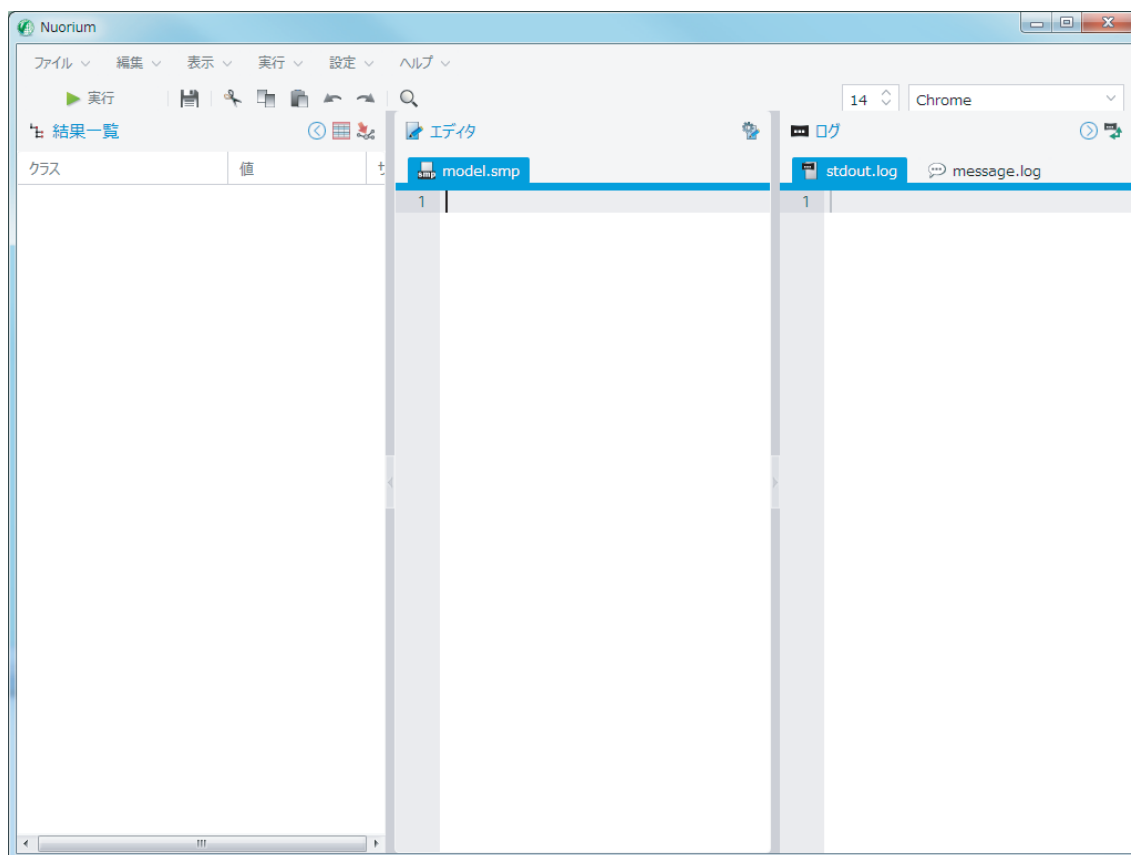 Nuorium
ファイル 編集 表示 実行 設定 ヘルプ
実行 14 Chrome
結果一覧 エディタ ログ
クラス 値 サ
smp model.smp stdout.log message.log
1 1